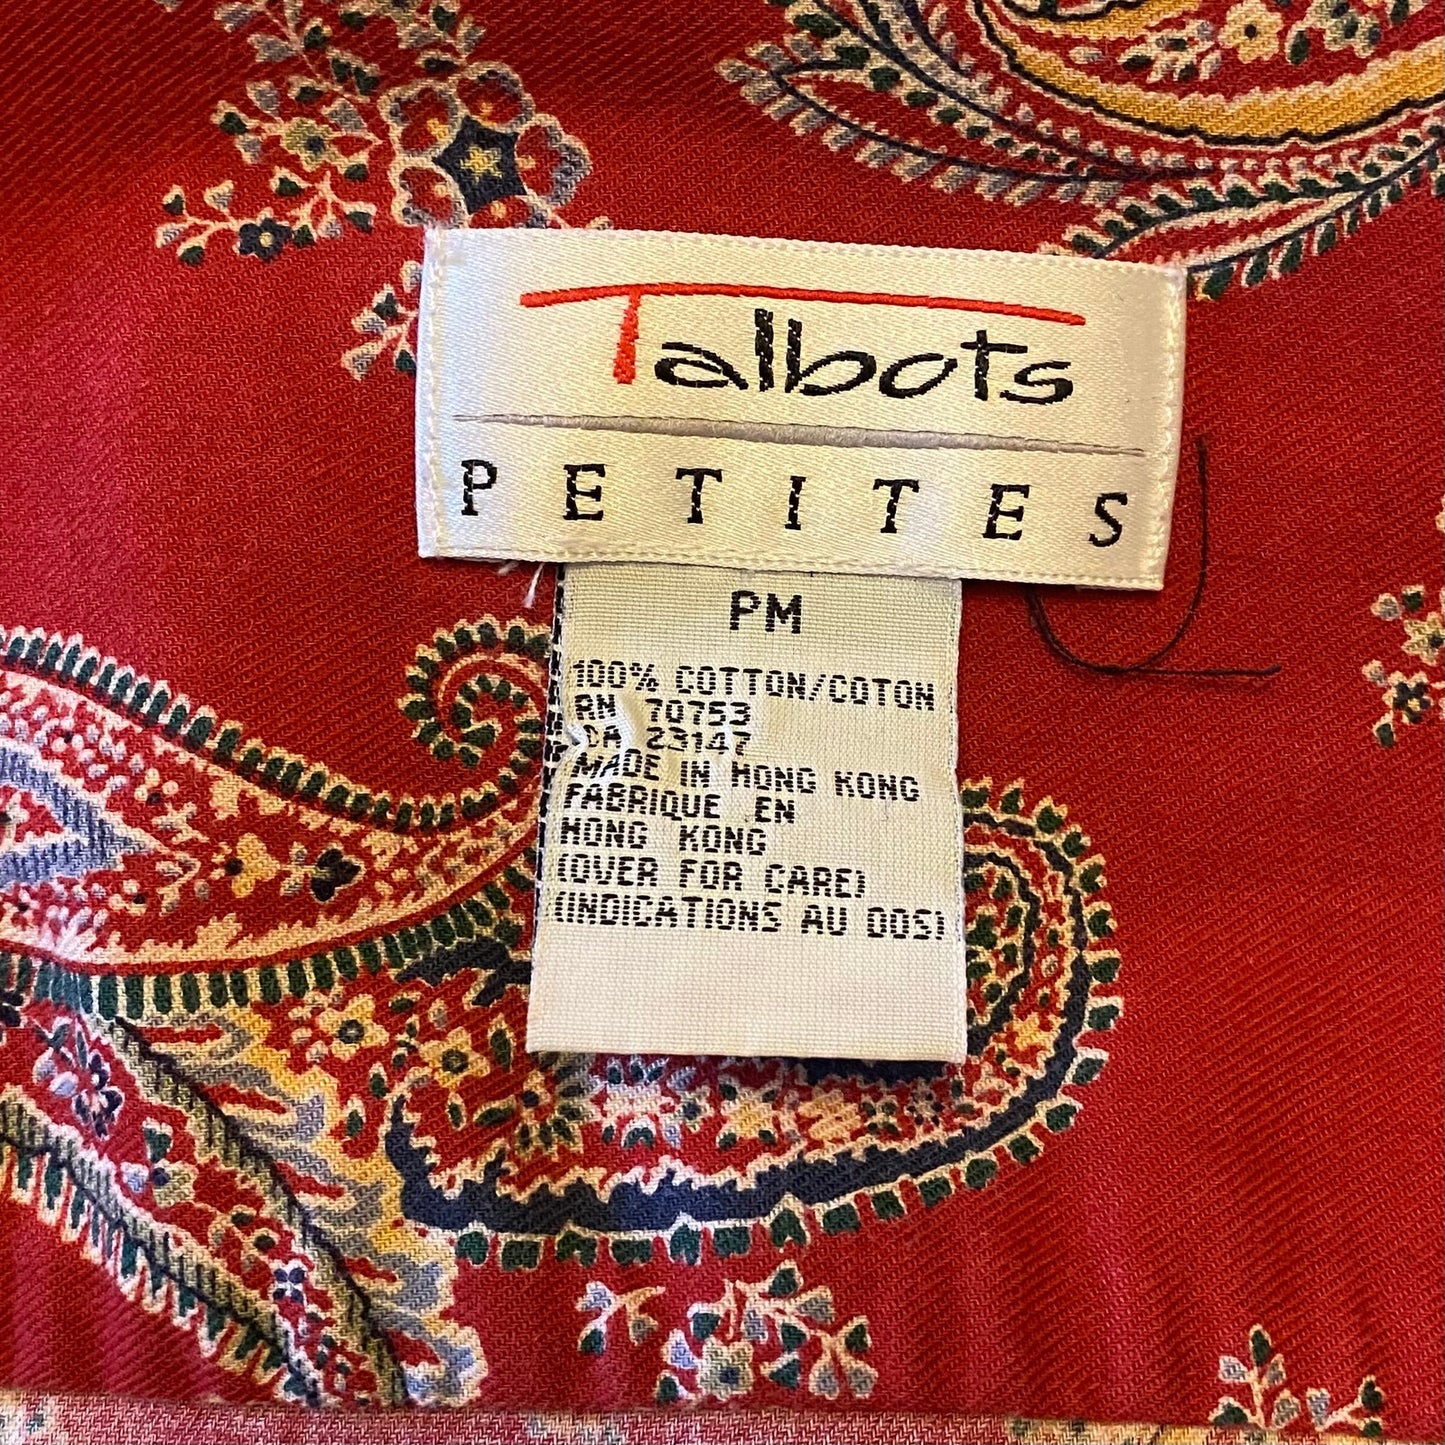 Talbots
PETITES
PM
100% COTTON/COTON
RN 70753
CA 23147
MADE IN HONG KONG
FABRIQUE EN
HONG KONG
(OVER FOR CARE)
(INDICATIONS AU DOS)